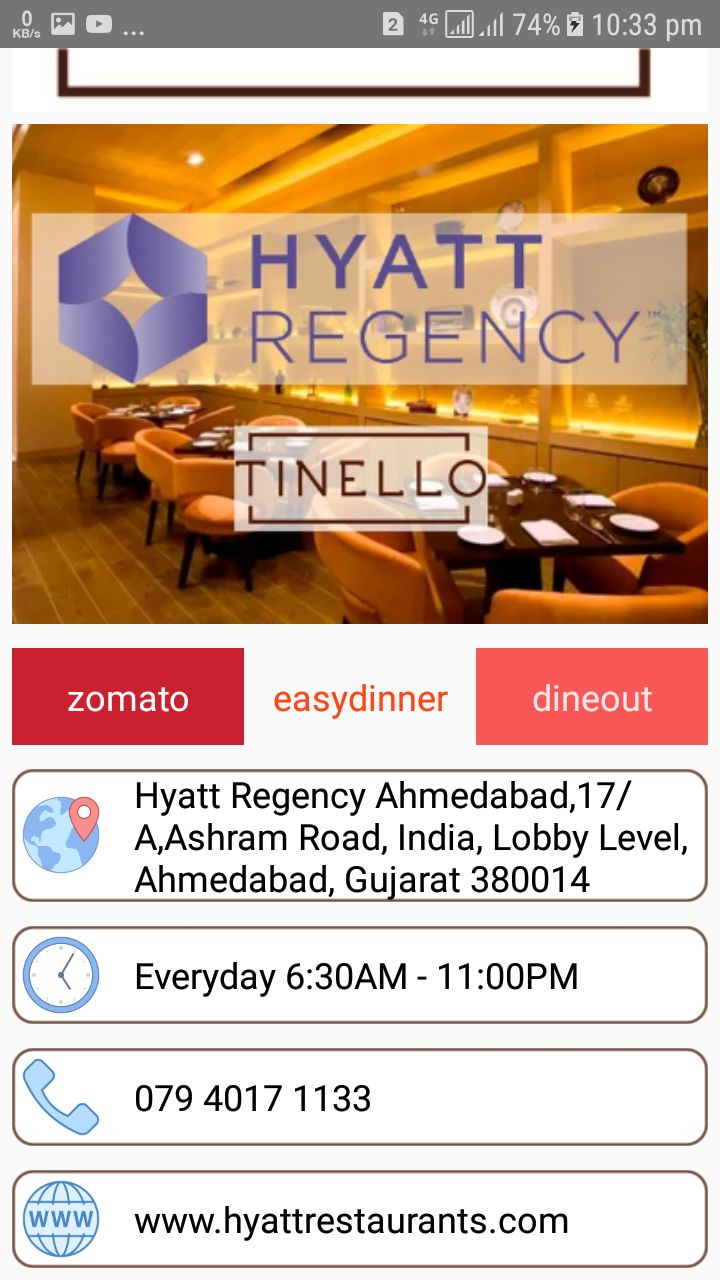 0
KB/s
... 2 4G 74% 10:33 pm
HYATT
REGENCY™
TINELLO
zomato easydinner dineout
Hyatt Regency Ahmedabad,17/
A,Ashram Road, India, Lobby Level,
Ahmedabad, Gujarat 380014
Everyday 6:30AM - 11:00PM
079 4017 1133
WWW www.hyattrestaurants.com